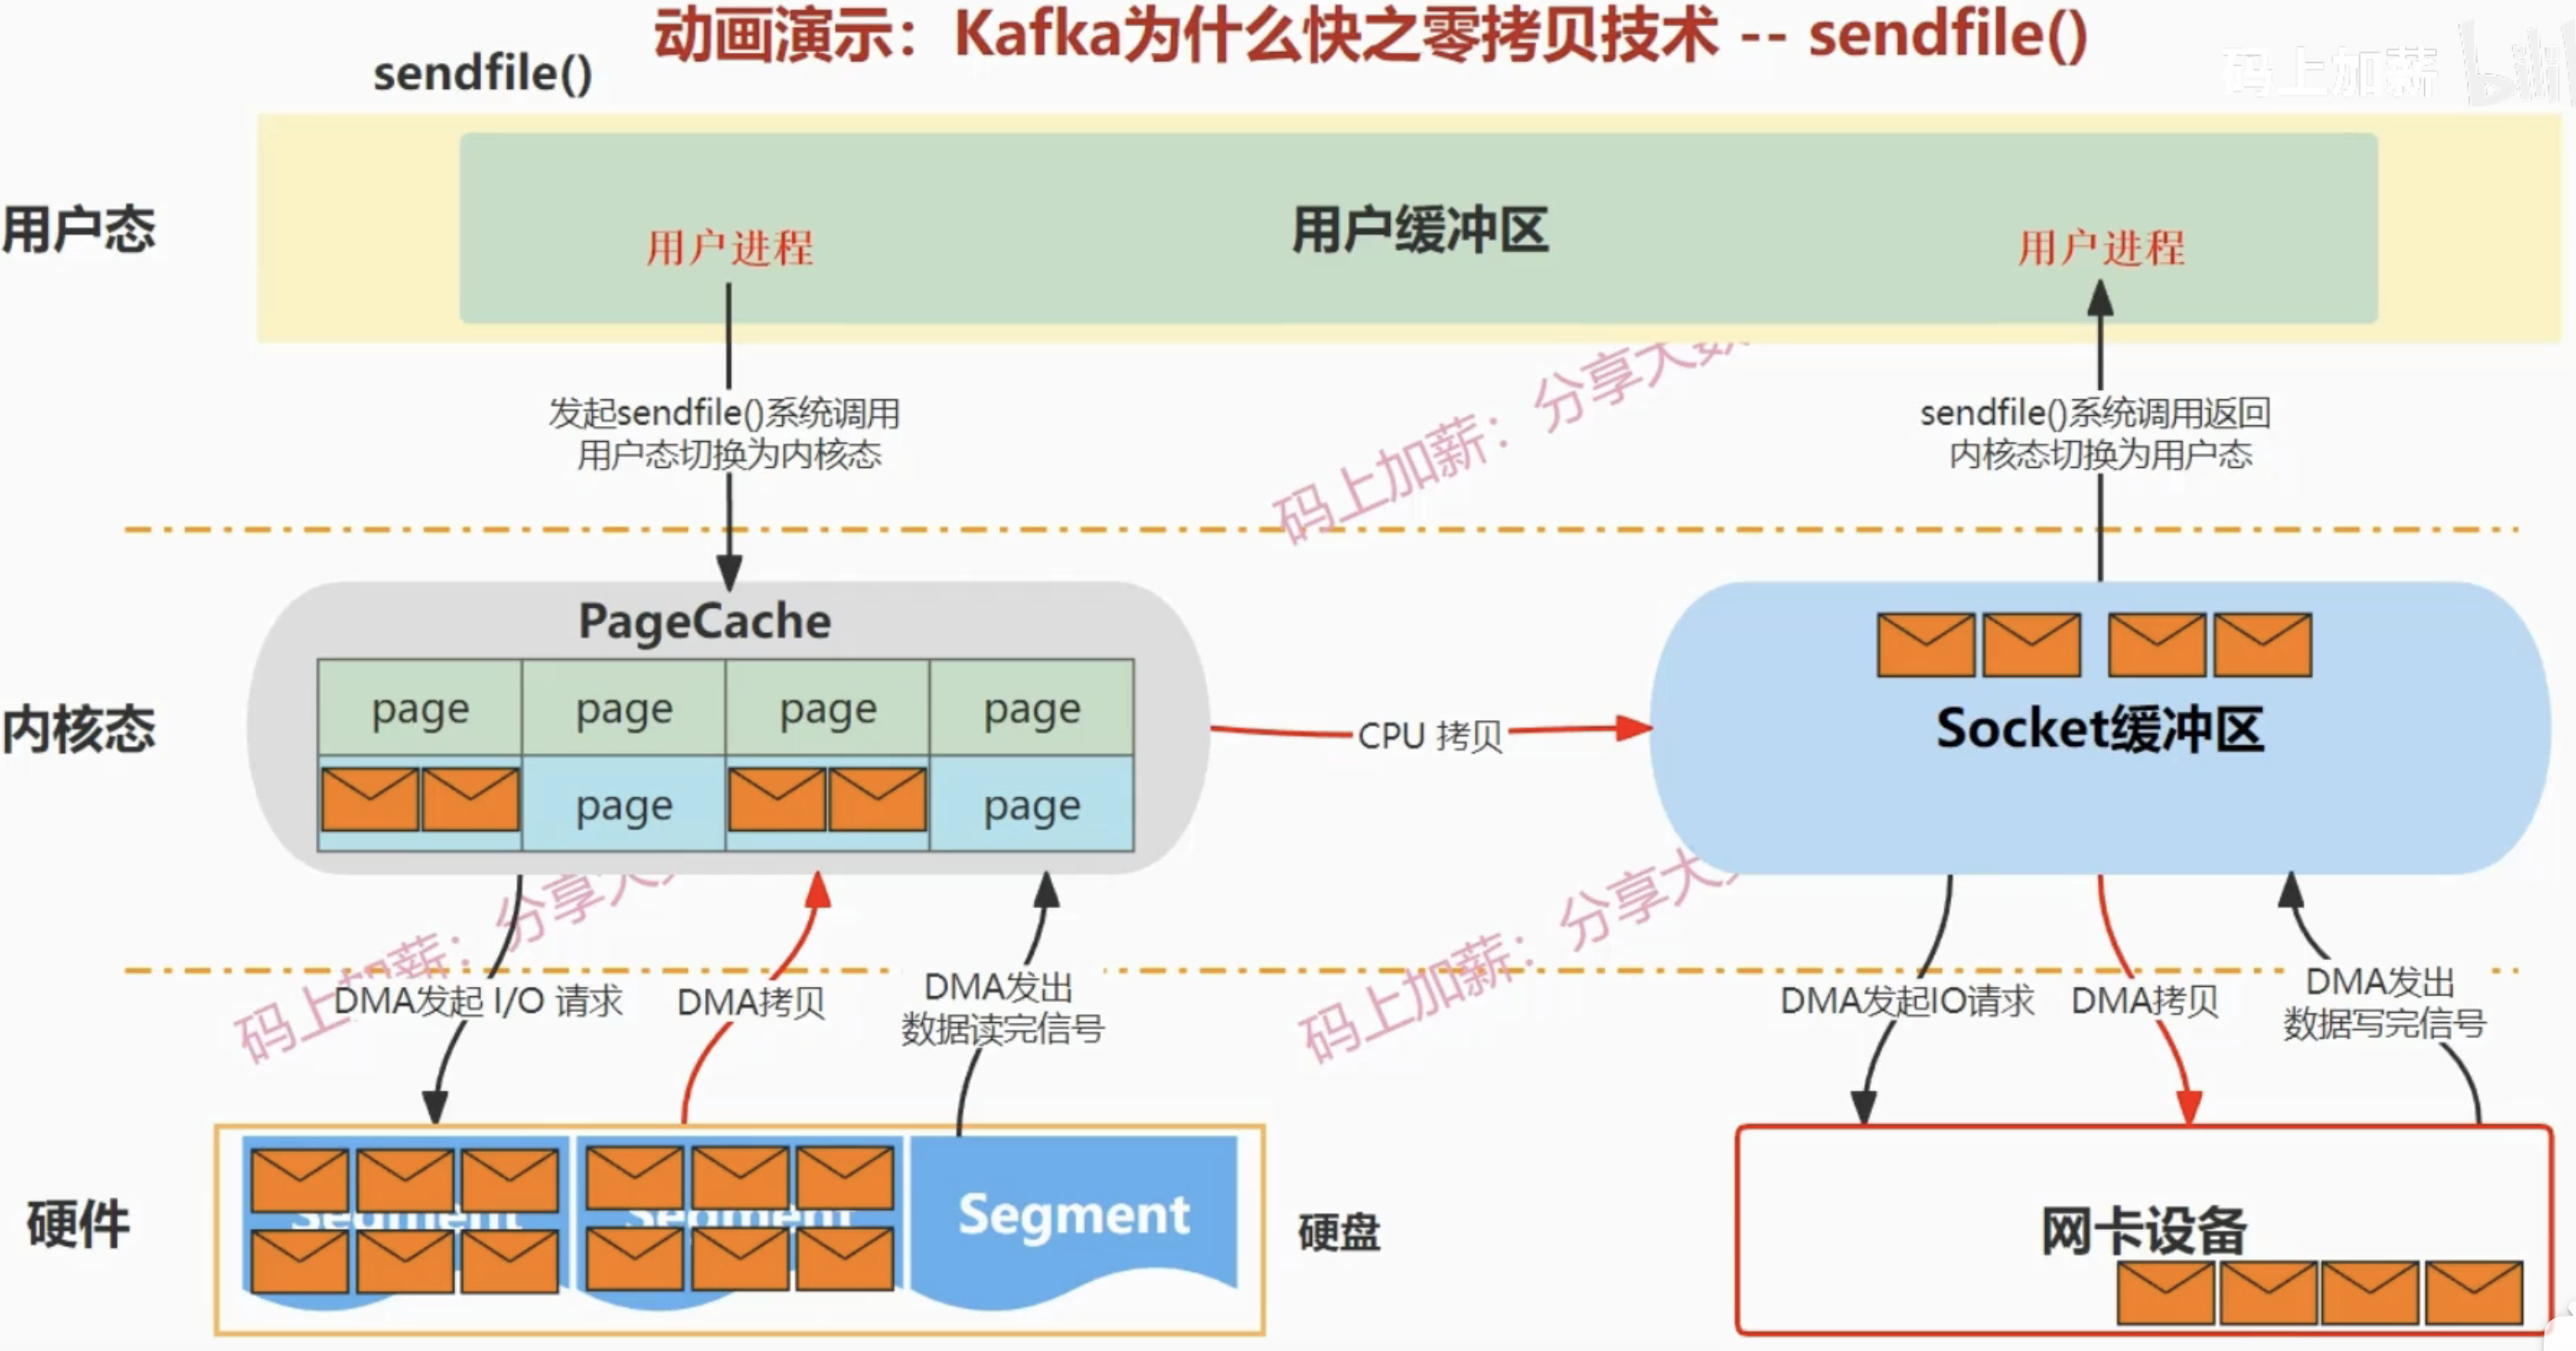 动画演示：Kafka为什么快之零拷贝技术 -- sendfile()
sendfile()
码上加薪
用户态
用户进程
用户缓冲区
用户进程
发起sendfile()系统调用
用户态切换为内核态
sendfile()系统调用返回
内核态切换为用户态
码上加薪：分享大数
内核态
PageCache
page page page page
page page
CPU 拷贝
Socket缓冲区
码上加薪：分享大
码上加薪：分享大
DMA发起 I/O 请求
DMA拷贝
DMA发出
数据读完信号
DMA发起IO请求
DMA拷贝
DMA发出
数据写完信号
硬件
Segment
Segment
Segment
硬盘
网卡设备